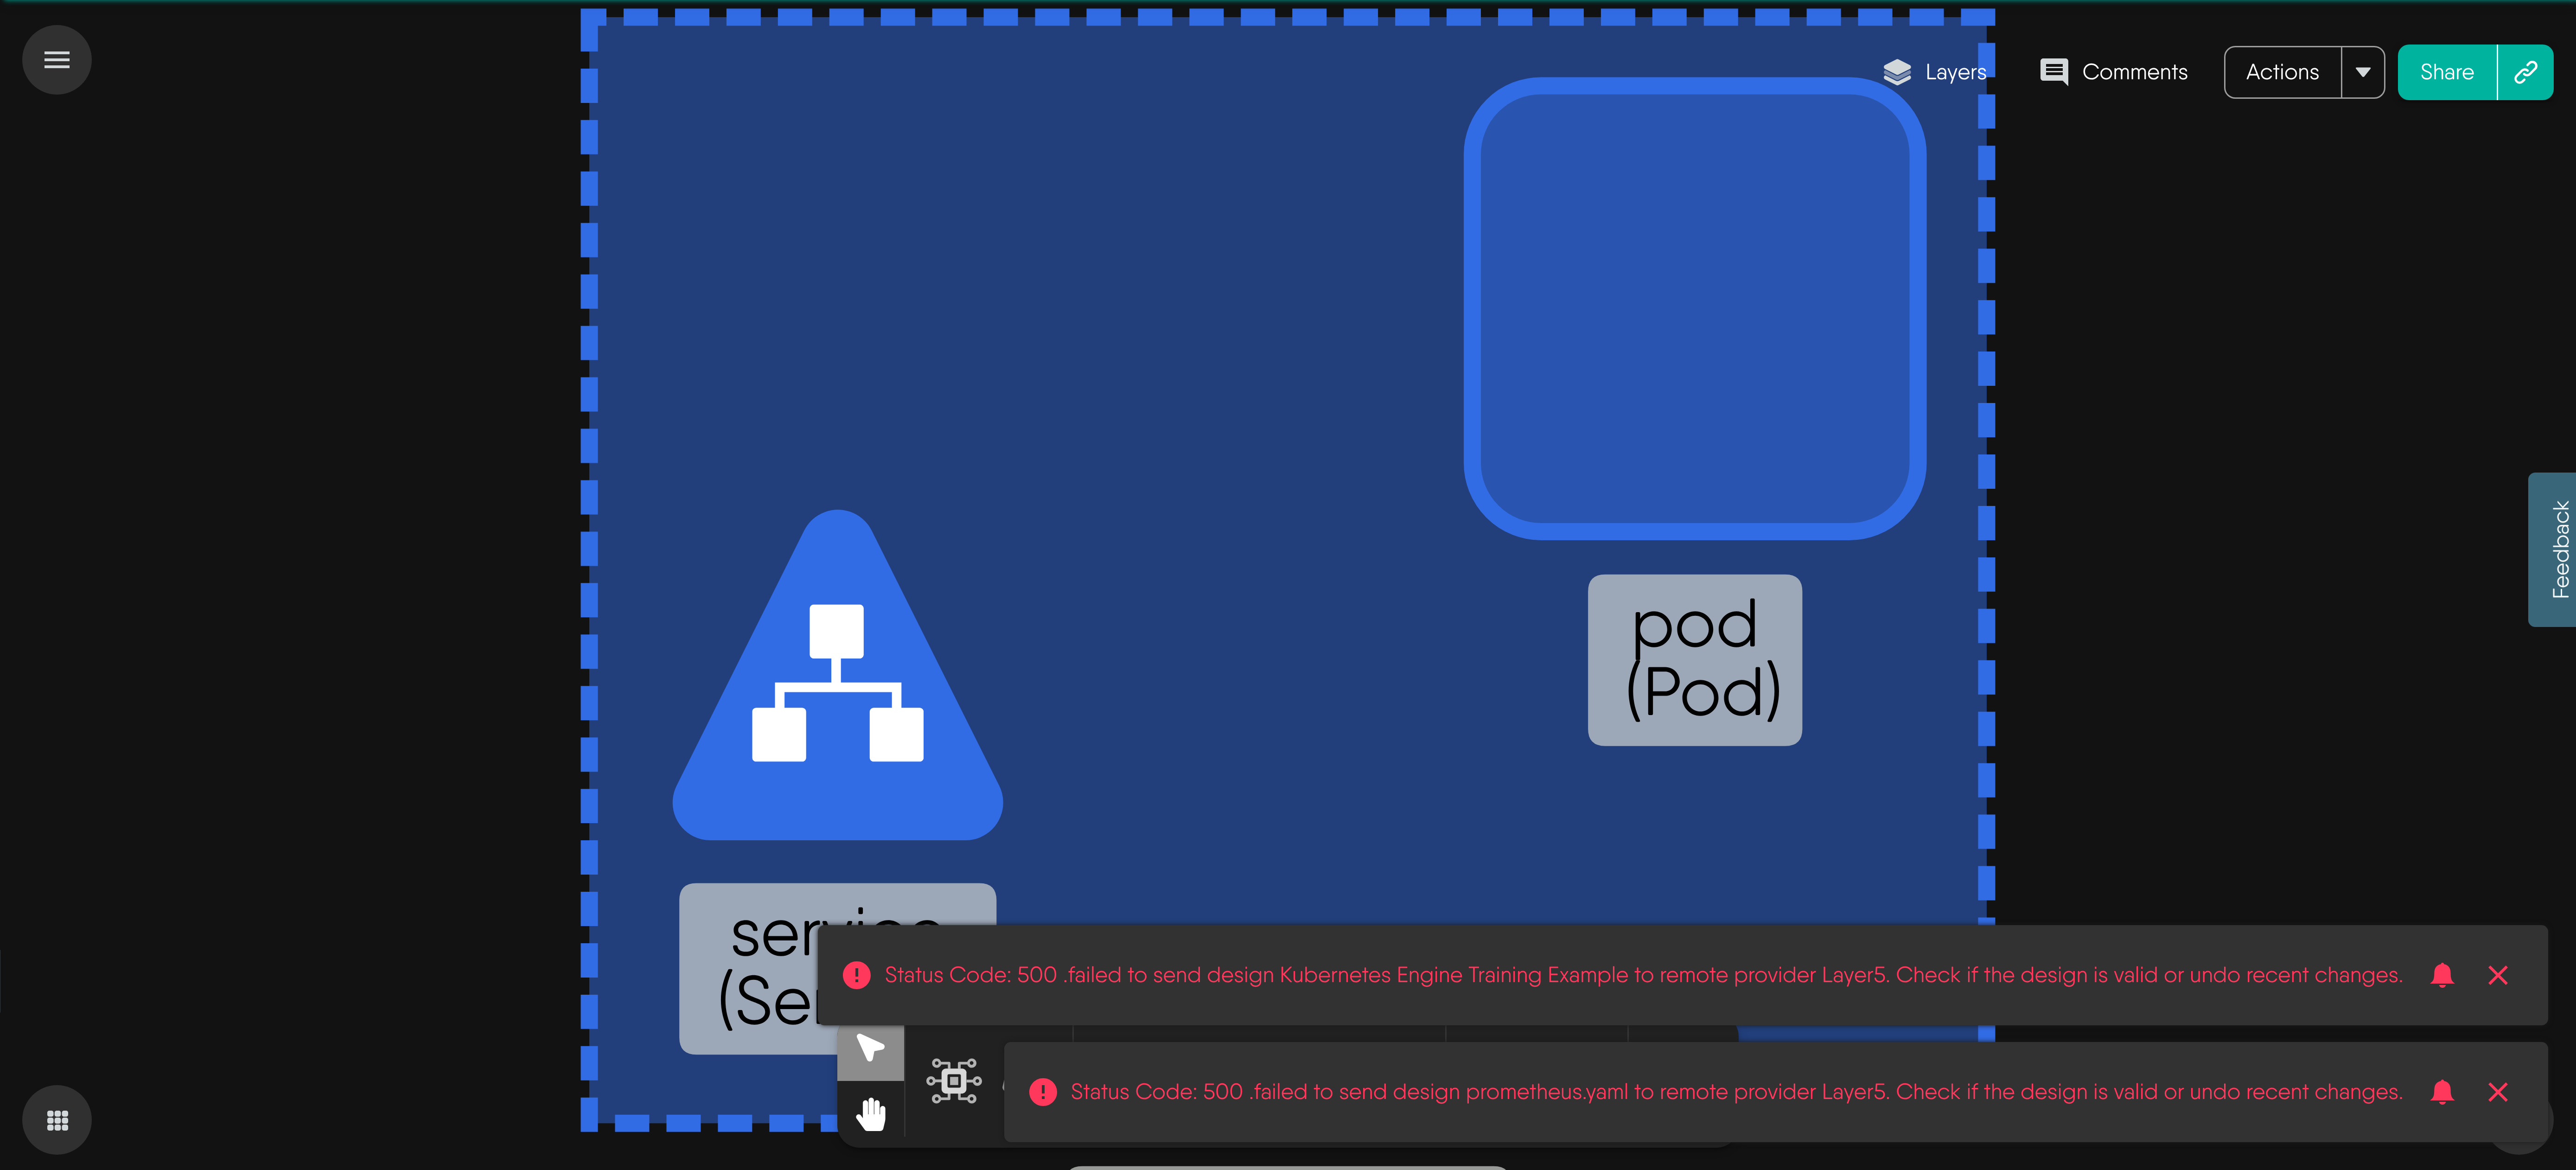 Layers
Comments
Actions
Share
Feedback
pod
(Pod)
Status Code: 500 .failed to send design Kubernetes Engine Training Example to remote provider Layer5. Check if the design is valid or undo recent changes.
Status Code: 500 .failed to send design prometheus.yaml to remote provider Layer5. Check if the design is valid or undo recent changes.